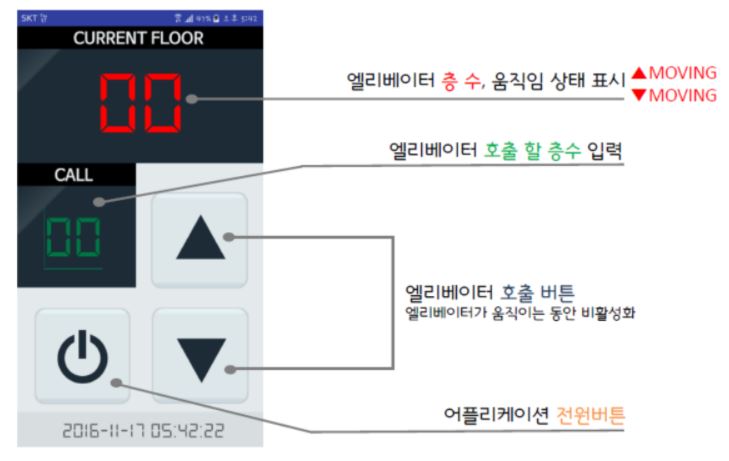 SKT
41% 5:42
CURRENT FLOOR
00
엘리베이터 층 수, 움직임 상태 표시 ▲MOVING
▼MOVING
엘리베이터 호출 할 층수 입력
CALL
00
엘리베이터 호출 버튼
엘리베이터가 움직이는 동안 비활성화
어플리케이션 전원버튼
2016-11-17 05:42:22